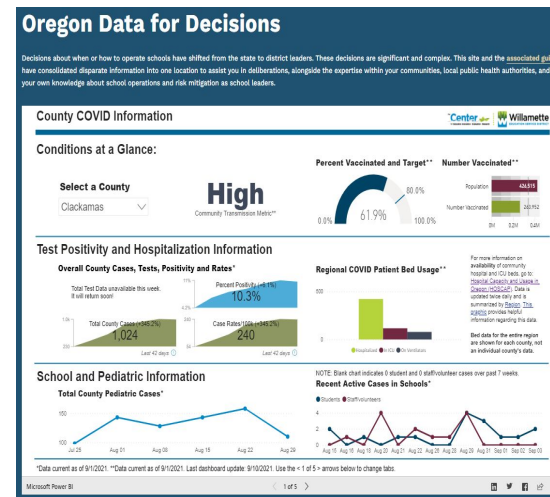 Oregon Data for Decisions
Decisions about when or how to operate schools have shifted from the state to district leaders. These decisions are significant and complex. This site and the associated gui
have consolidated disparate information into one location to assist you in deliberations, alongside the expertise within your communities, local public health authorities, and
your own knowledge about school operations and risk mitigation as school leaders.
County COVID Information
Center
Willamette
Conditions at a Glance:
Select a County
Clackamas
High
Community Transmission Metric**
Percent Vaccinated and Target**
80.0%
0.0%
61.9%
100.0%
Number Vaccinated**
Population
426,515
Number Vaccinated
0M 0.2M 0.4M
Test Positivity and Hospitalization Information
Overall County Cases, Tests, Positivity and Rates*
Total Test Data unavailable this week.
It will return soon!
Percent Positivity
10.3%
Total County Cases (+345.2%)
1,024
Last 42 days
Case Rates/100k (+345.2%)
240
Last 42 days
Regional COVID Patient Bed Usage**
500
0
Hospitalized In ICU On Ventilators
For more information on
availability of community
hospital and ICU beds, go to:
Hospital Capacity and Usage in
Oregon (HOSCAP). Data is
updated twice daily and is
summarized by Region. This
graphic provides helpful
information regarding this data.
Bed data for the entire region
are shown for each county, not
an individual county's data.
School and Pediatric Information
Total County Pediatric Cases*
150
100
Jul 25 Aug 01 Aug 08 Aug 15 Aug 22 Aug 29
NOTE: Blank chart indicates 0 student and 0 staff/volunteer cases over past 7 weeks.
Recent Active Cases in Schools*
Students Staff/volunteers
4
2
0
*Data current as of 9/1/2021. **Data current as of 9/1/2021. Last dashboard update: 9/10/2021. Use the < 1 of 5 > arrows below to change tabs.
Microsoft Power BI
1 of 5